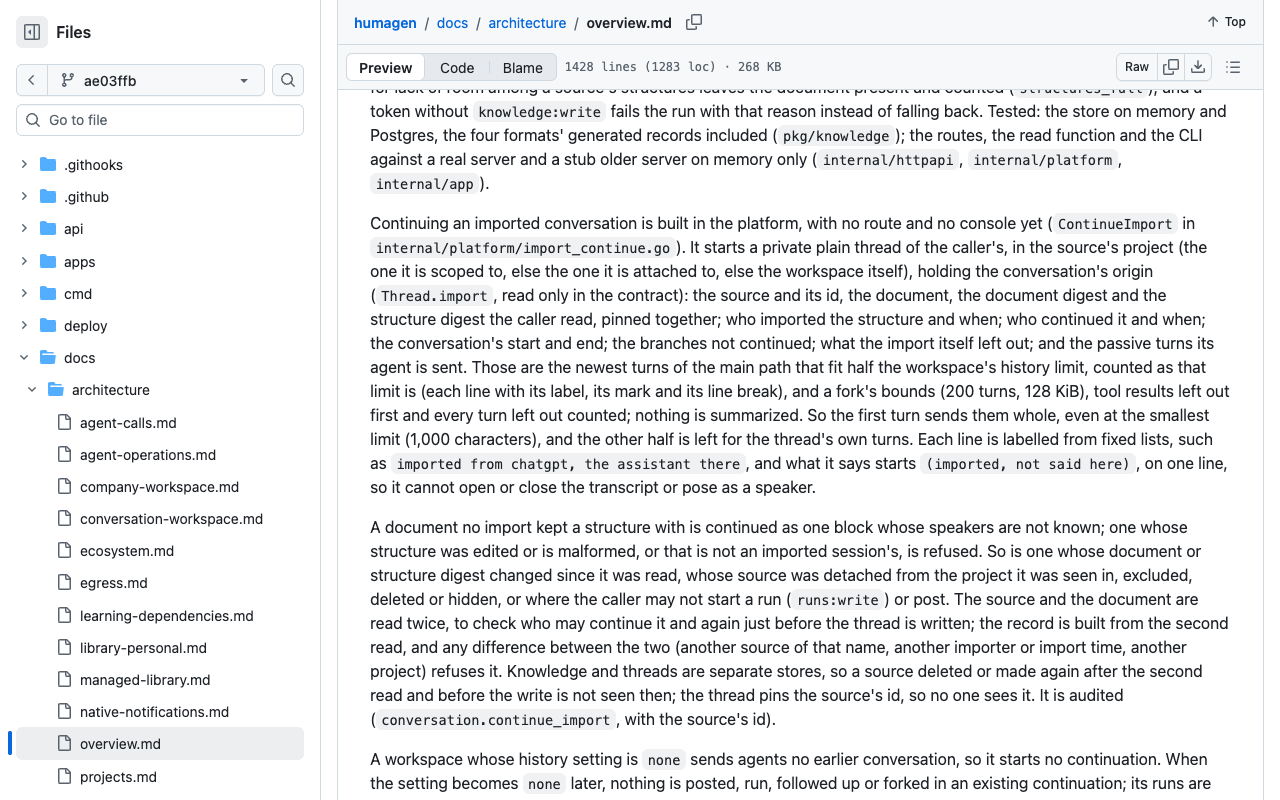 Files
ae03ffb
Go to file
.githooks
.github
api
apps
cmd
deploy
docs
architecture
agent-calls.md
agent-operations.md
company-workspace.md
conversation-workspace.md
ecosystem.md
egress.md
learning-dependencies.md
library-personal.md
managed-library.md
native-notifications.md
overview.md
projects.md
humagen / docs / architecture / overview.md
Top
Preview Code Blame 1428 lines (1283 loc) · 268 KB Raw
for lack of room among a source's structures leaves the document present and counted ( structures_full ), and a
token without knowledge:write fails the run with that reason instead of falling back. Tested: the store on memory and
Postgres, the four formats' generated records included ( pkg/knowledge ); the routes, the read function and the CLI
against a real server and a stub older server on memory only ( internal/httpapi , internal/platform ,
internal/app ).
Continuing an imported conversation is built in the platform, with no route and no console yet ( ContinueImport in
internal/platform/import_continue.go ). It starts a private plain thread of the caller's, in the source's project (the
one it is scoped to, else the one it is attached to, else the workspace itself), holding the conversation's origin
( Thread.import , read only in the contract): the source and its id, the document, the document digest and the
structure digest the caller read, pinned together; who imported the structure and when; who continued it and when;
the conversation's start and end; the branches not continued; what the import itself left out; and the passive turns its
agent is sent. Those are the newest turns of the main path that fit half the workspace's history limit, counted as that
limit is (each line with its label, its mark and its line break), and a fork's bounds (200 turns, 128 KiB), tool results left out
first and every turn left out counted; nothing is summarized. So the first turn sends them whole, even at the smallest
limit (1,000 characters), and the other half is left for the thread's own turns. Each line is labelled from fixed lists, such
as imported from chatgpt, the assistant there , and what it says starts (imported, not said here) , on one line,
so it cannot open or close the transcript or pose as a speaker.
A document no import kept a structure with is continued as one block whose speakers are not known; one whose
structure was edited or is malformed, or that is not an imported session's, is refused. So is one whose document or
structure digest changed since it was read, whose source was detached from the project it was seen in, excluded,
deleted or hidden, or where the caller may not start a run ( runs:write ) or post. The source and the document are
read twice, to check who may continue it and again just before the thread is written; the record is built from the second
read, and any difference between the two (another source of that name, another importer or import time, another
project) refuses it. Knowledge and threads are separate stores, so a source deleted or made again after the second
read and before the write is not seen then; the thread pins the source's id, so no one sees it. It is audited
( conversation.continue_import , with the source's id).
A workspace whose history setting is none sends agents no earlier conversation, so it starts no continuation. When
the setting becomes none later, nothing is posted, run, followed up or forked in an existing continuation; its runs are